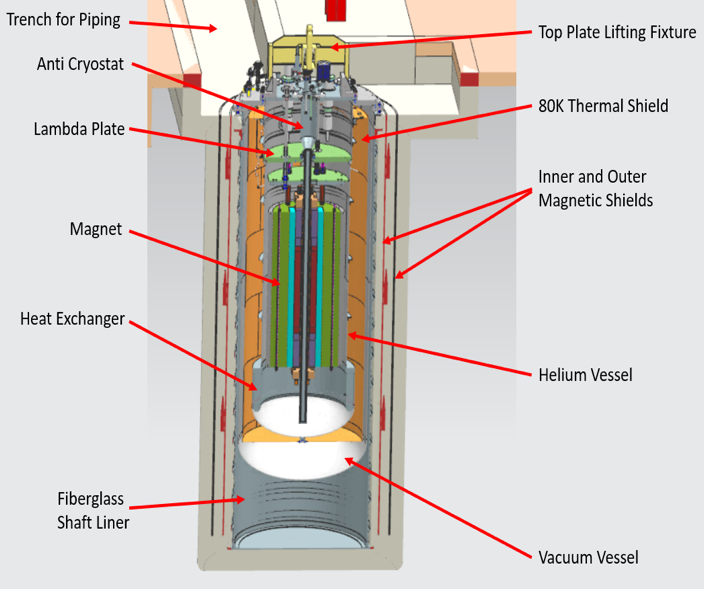 Trench for Piping
Anti Cryostat
Lambda Plate
Magnet
Heat Exchanger
Fiberglass
Shaft Liner
Top Plate Lifting Fixture
80K Thermal Shield
Inner and Outer
Magnetic Shields
Helium Vessel
Vacuum Vessel